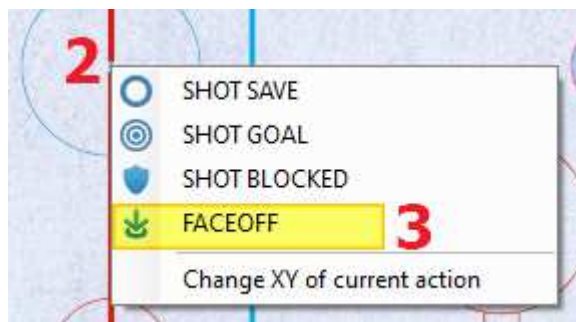 2
SHOT SAVE
SHOT GOAL
SHOT BLOCKED
FACEOFF 3
Change XY of current action